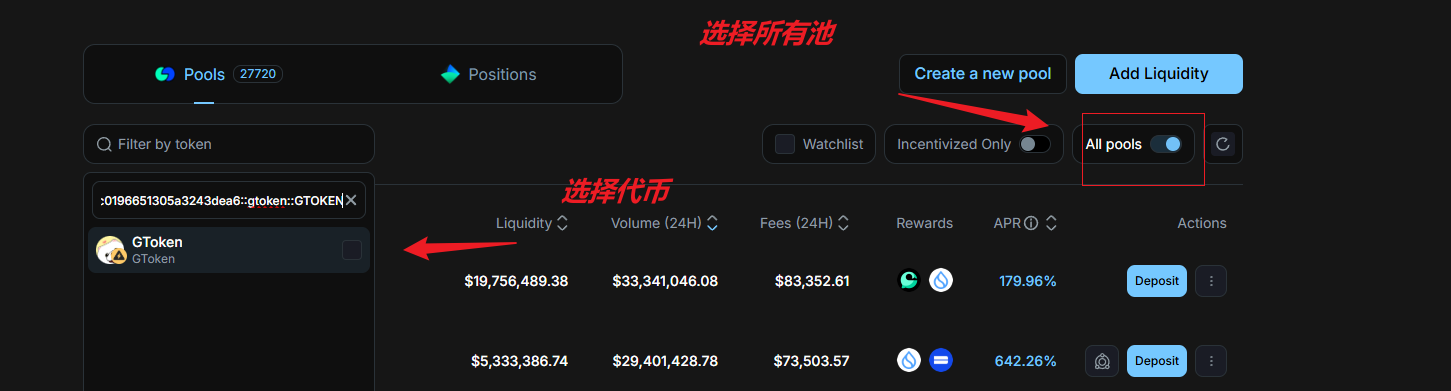 选择所有池
Pools 27720
Positions
Create a new pool
Add Liquidity
Filter by token
Watchlist
Incentivized Only
All pools
:0196651305a3243dea6::gtoken::GTOKEN
选择代币
Liquidity Volume (24H) Fees (24H) Rewards APR Actions
GToken
GToken
$19,756,489.38 $33,341,046.08 $83,352.61 179.96% Deposit
$5,333,386.74 $29,401,428.78 $73,503.57 642.26% Deposit